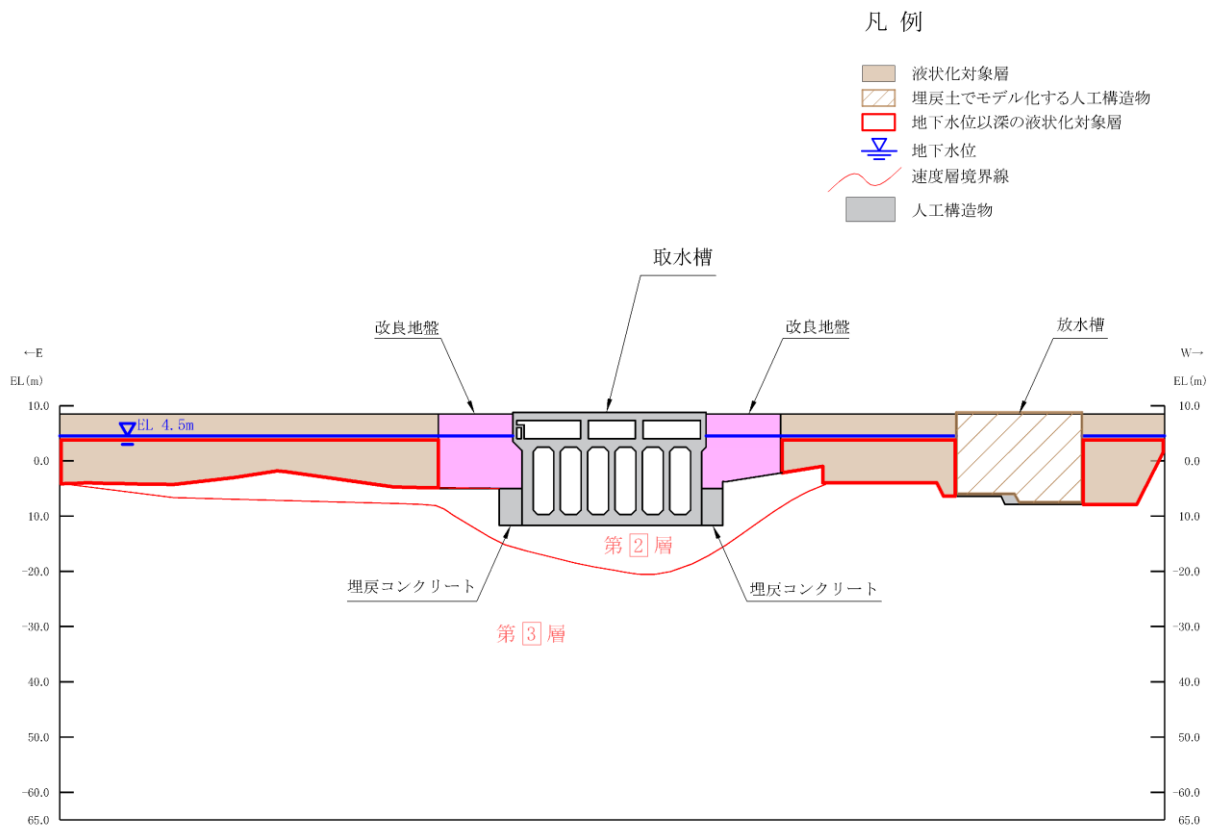 凡 例
液状化対象層
埋戻土でモデル化する人工構造物
地下水位以深の液状化対象層
地下水位
速度層境界線
人工構造物
取水槽
改良地盤
改良地盤
放水槽
←E
W→
EL(m)
EL(m)
10.0
10.0
EL 4.5m
0.0
0.0
10.0
-10.0
第2層
-20.0
-20.0
埋戻コンクリート
埋戻コンクリート
-30.0
第3層
-30.0
40.0
-40.0
50.0
50.0
-60.0
-60.0
65.0
65.0